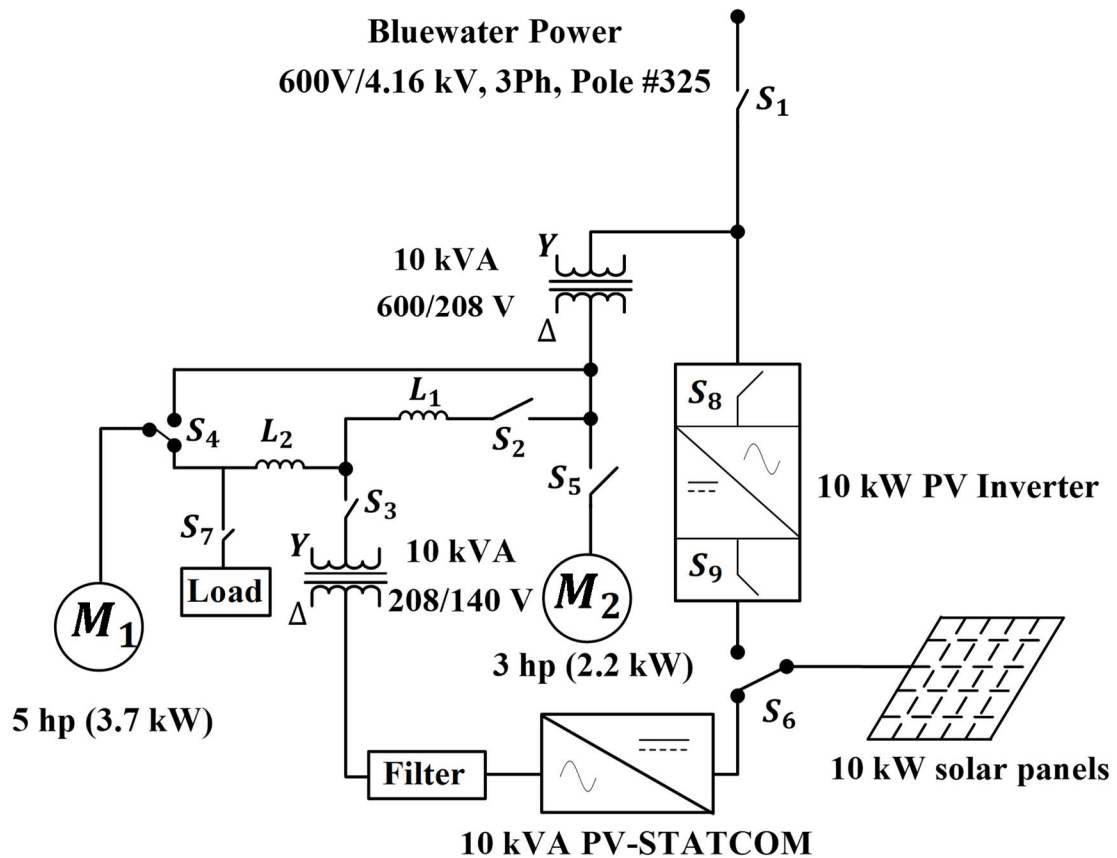 Bluewater Power
600V/4.16 kV, 3Ph, Pole #325
S₁
Y
10 kVA
600/208 V
Δ
S₈
L₁
S₄
L₂
S₂
S₅
10 kW PV Inverter
S₃
S₇
Y
10 kVA
S₉
Load
208/140 V
M₂
Δ
M₁
3 hp (2.2 kW)
5 hp (3.7 kW)
S₆
Filter
10 kW solar panels
10 kVA PV-STATCOM